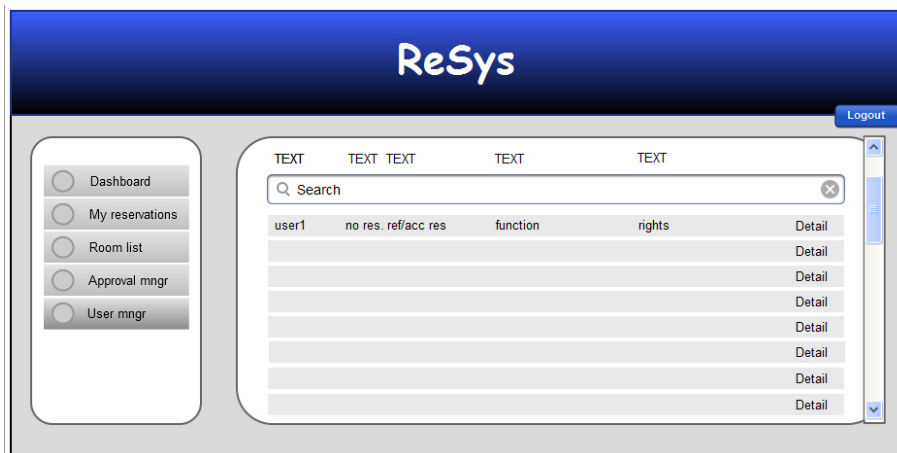 ReSys
Logout
Dashboard
My reservations
Room list
Approval mngr
User mngr
TEXT TEXT TEXT TEXT TEXT
Search
user1 no res. ref/acc res function rights Detail
Detail
Detail
Detail
Detail
Detail
Detail
Detail